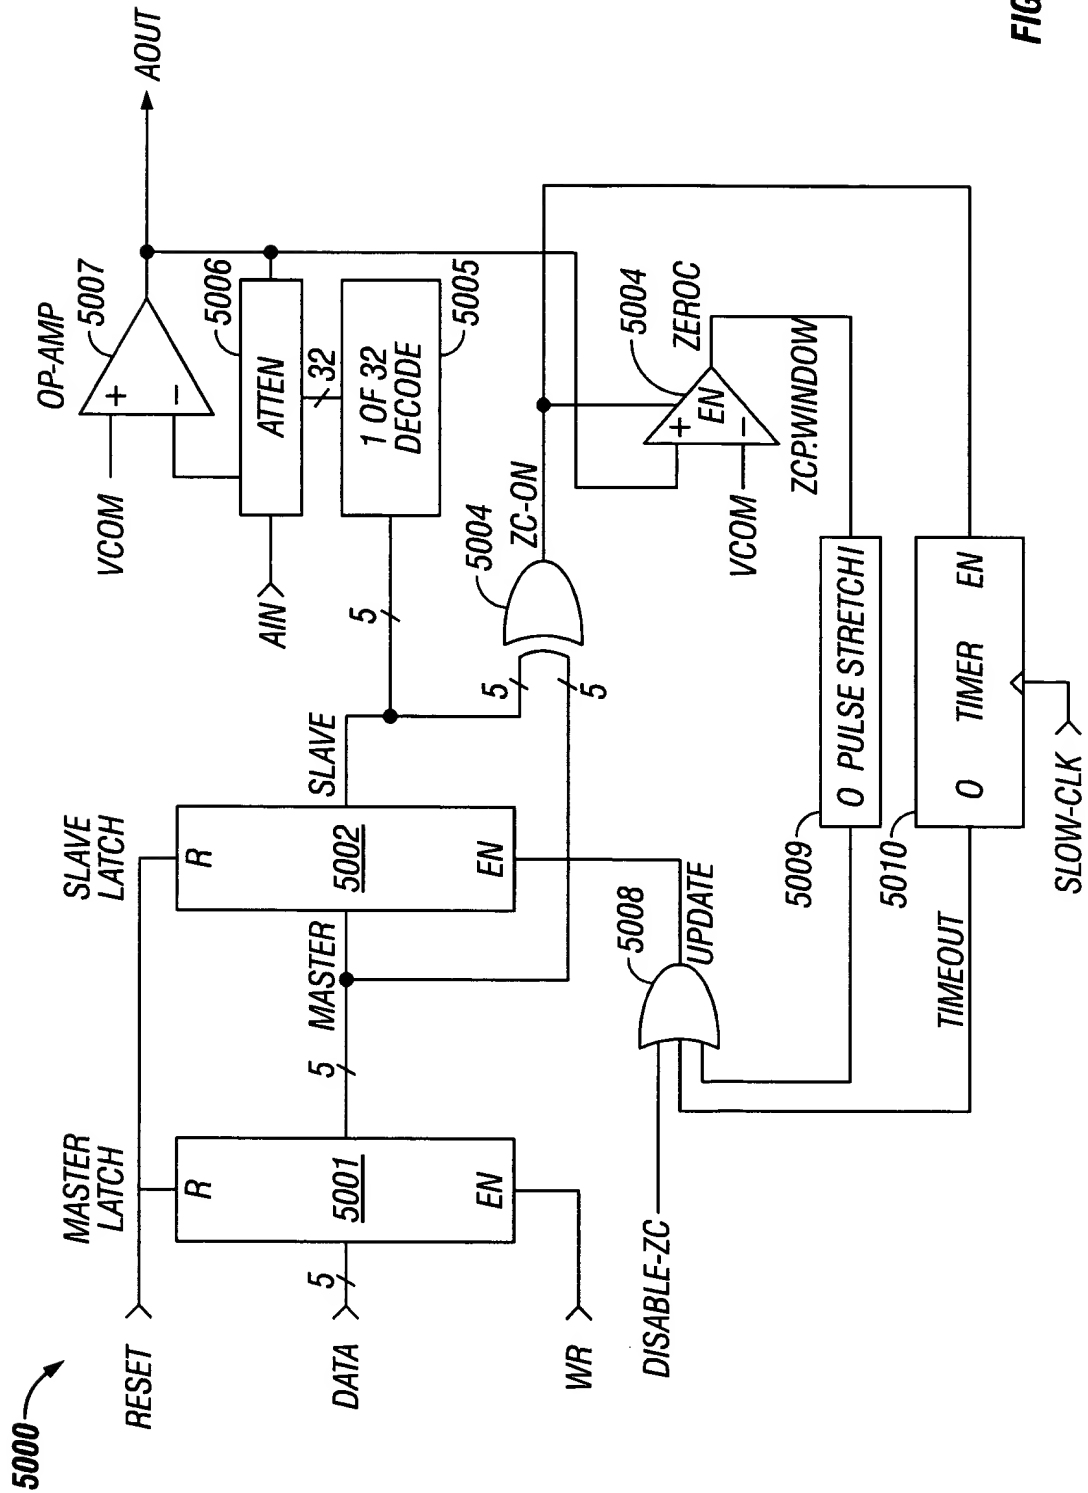 5000
RESET
DATA
WR
DISABLE-ZC
MASTER
LATCH
R
5001
EN
5
5
MASTER
SLAVE
LATCH
R
5002
EN
SLAVE
5008
UPDATE
TIMEOUT
5
5
5
5004
ZC-ON
VCOM
OP-AMP
5007
+
−
AOUT
AIN
ATTEN
5006
32
1 OF 32
DECODE
5005
VCOM
+
−
EN
5004
ZEROC
ZCP.WINDOW
5009
O PULSE STRETCHI
5010
O TIMER EN
SLOW-CLK
FIG